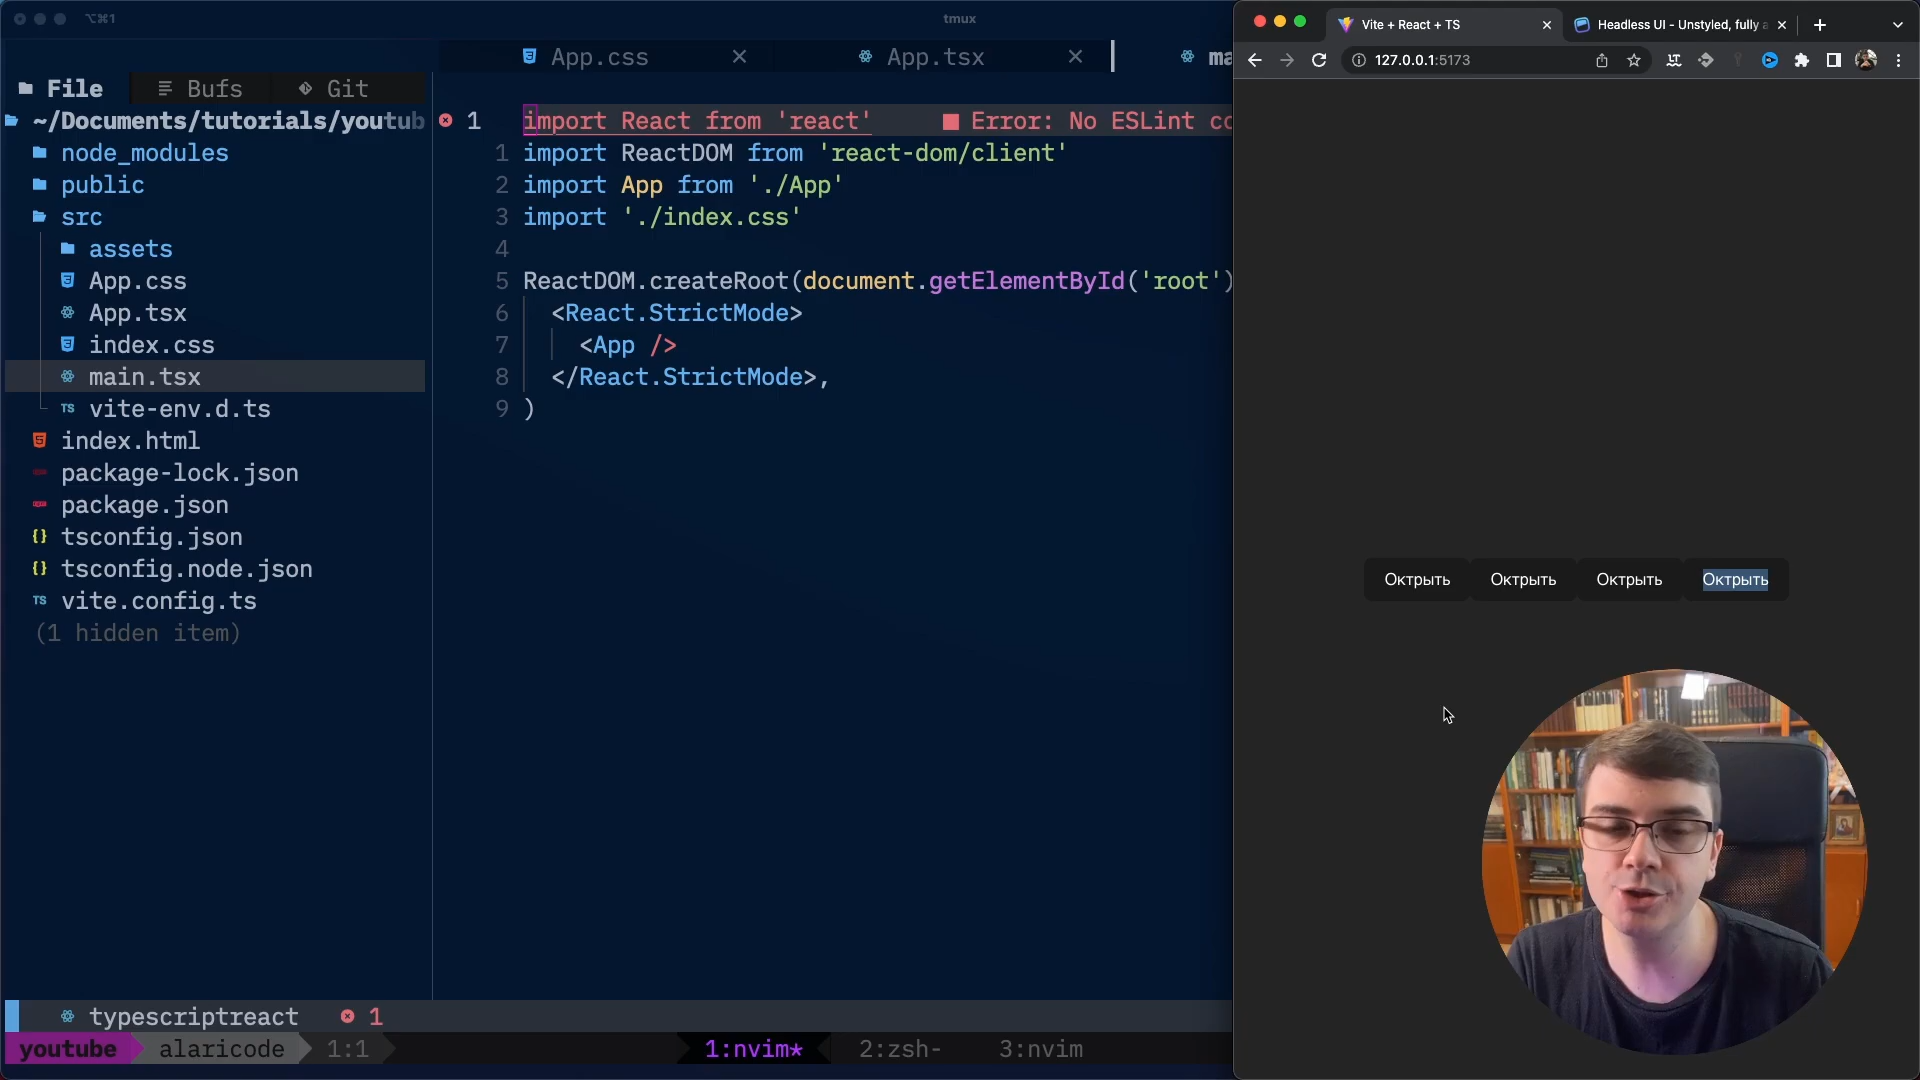 ⌥⌘1
tmux
App.css
App.tsx
ma
File
Bufs
Git
~/Documents/tutorials/youtub
node_modules
public
src
assets
App.css
App.tsx
index.css
main.tsx
TS vite-env.d.ts
index.html
package-lock.json
package.json
{} tsconfig.json
{} tsconfig.node.json
TS vite.config.ts
(1 hidden item)
1 import React from 'react' ■ Error: No ESLint co
1 import ReactDOM from 'react-dom/client'
2 import App from './App'
3 import './index.css'
4
5 ReactDOM.createRoot(document.getElementById('root')
6 <React.StrictMode>
7 <App />
8 </React.StrictMode>,
9 )
typescriptreact 1
youtube alaricode 1:1 1:nvim* 2:zsh- 3:nvim
Vite + React + TS
Headless UI - Unstyled, fully a
127.0.0.1:5173
Октрыть Октрыть Октрыть Октрыть